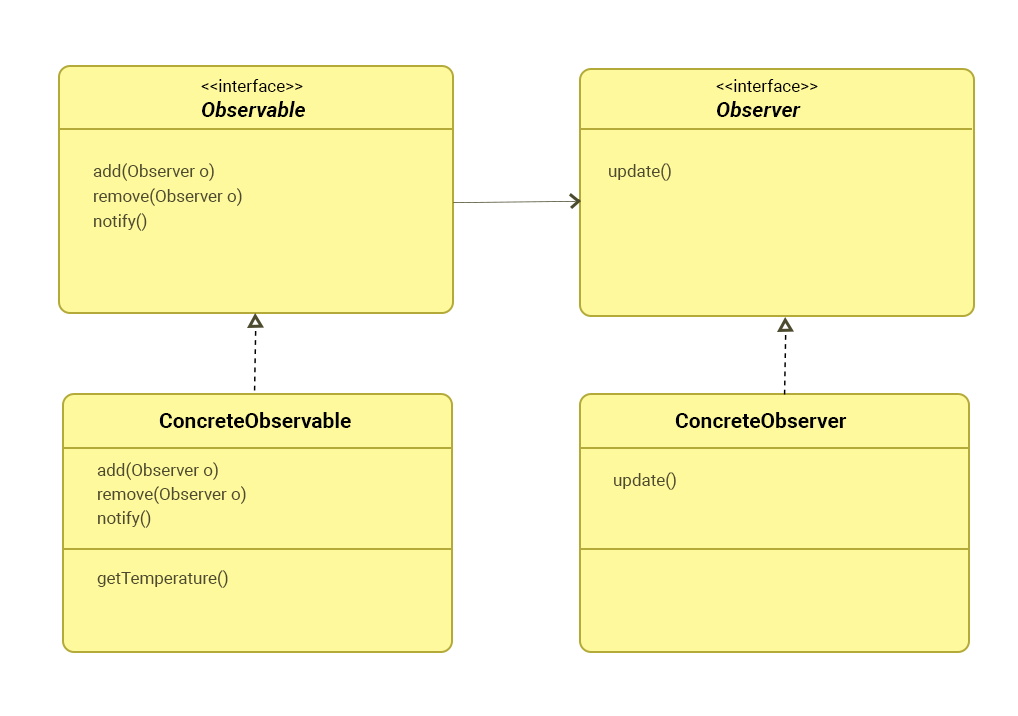 <<interface>>
Observable
add(Observer o)
remove(Observer o)
notify()
<<interface>>
Observer
update()
ConcreteObservable
add(Observer o)
remove(Observer o)
notify()
getTemperature()
ConcreteObserver
update()